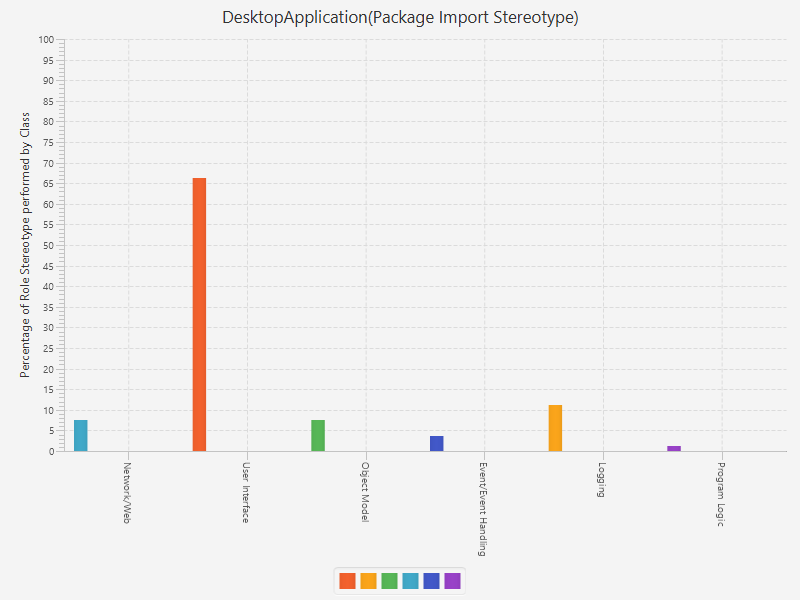 DesktopApplication(Package Import Stereotype)
Percentage of Role Stereotype performed by Class
100
95
90
85
80
75
70
65
60
55
50
45
40
35
30
25
20
15
10
5
0
Network/Web
User Interface
Object Model
Event/Event Handling
Logging
Program Logic